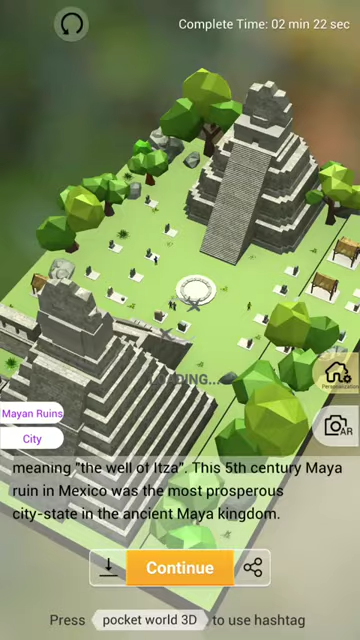 Complete Time: 02 min 22 sec
LOADING...
Personalization
AR
Mayan Ruins
City
meaning "the well of Itza". This 5th century Maya
ruin in Mexico was the most prosperous
city-state in the ancient Maya kingdom.
Continue
Press pocket world 3D to use hashtag